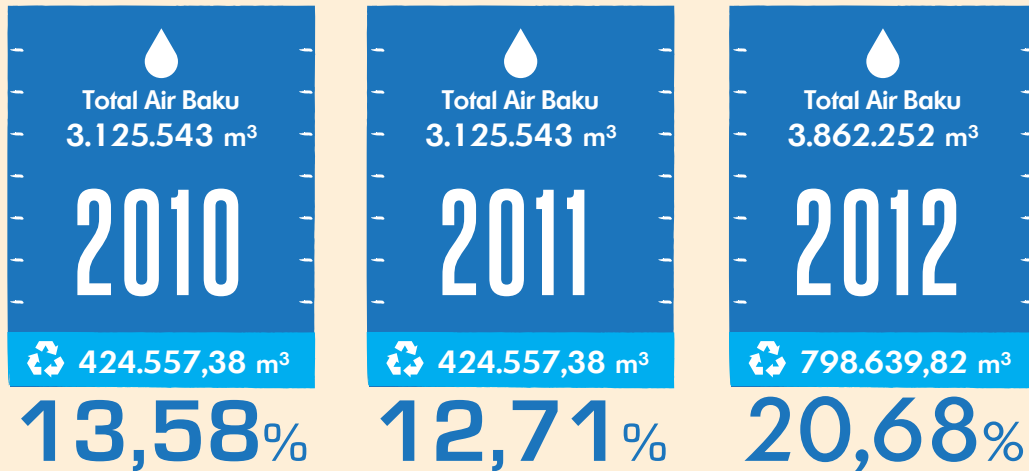 Total Air Baku
3.125.543 m³
2010
424.557,38 m³
13,58%
Total Air Baku
3.125.543 m³
2011
424.557,38 m³
12,71%
Total Air Baku
3.862.252 m³
2012
798.639,82 m³
20,68%